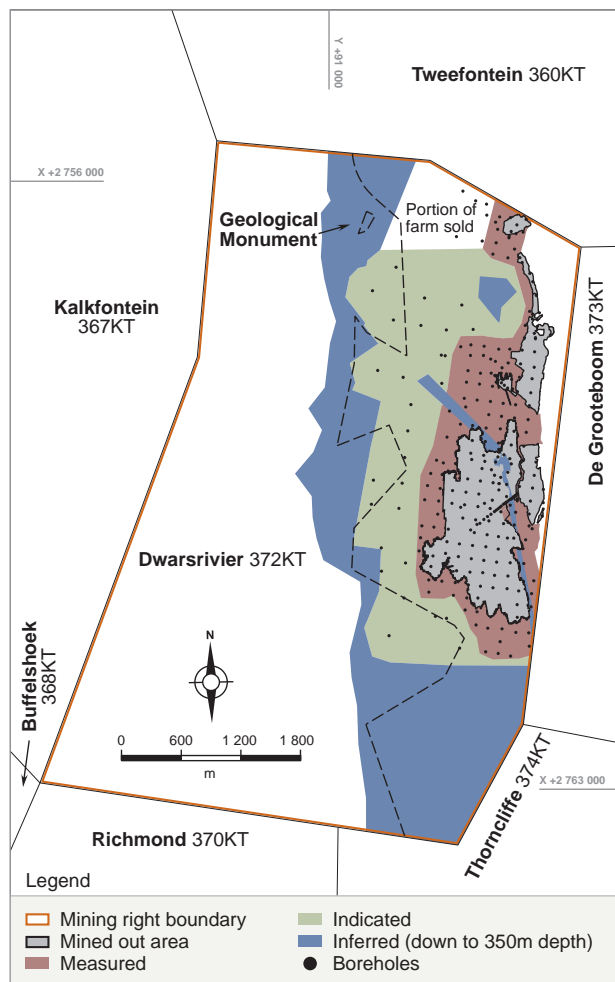 Y +91 000
Tweefontein 360KT
X +2 756 000
Portion of
farm sold
Geological
Monument
Kalkfontein
367KT
De Grooteboom 373KT
Dwarsrivier 372KT
N
Buffelshoek
368KT
0 600 1 200 1 800
m
Thorncliffe 374KT
X +2 763 000
Richmond 370KT
Legend
Mining right boundary
Indicated
Mined out area
Inferred (down to 350m depth)
Measured
Boreholes